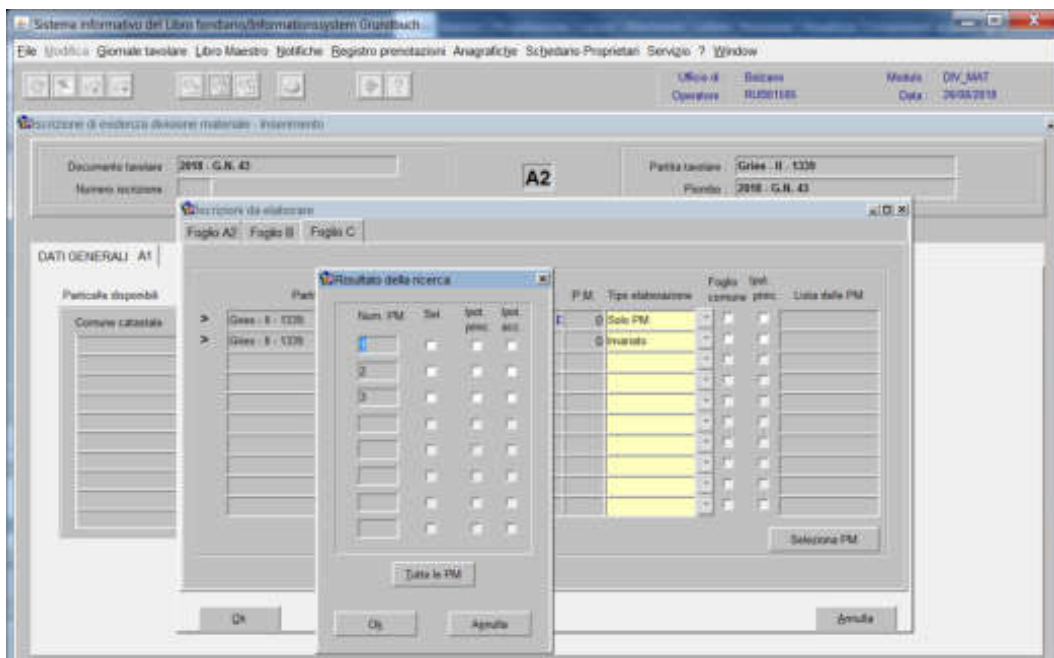 Sistema informativo del Libro fondiario/Informationssystem Grundbuch
File Modifica Giornale tavolare Libro Maestro Notifiche Registro prenotazioni Anagrafiche Schedario Proprietari Servizio ? Window
Ufficio di Bolzano Modulo DIV_MAT
Operatore Data
Iscrizione di evidenza divisione materiale - Inserimento
Documento tavolare 2018 - G.N. 43 A2 Partita tavolare Gries - II - 1339
Numero iscrizione Piombo 2018 - G.N. 43
Iscrizioni da elaborare
Foglio A2 Foglio B Foglio C
DATI GENERALI A1
Risultato della ricerca
Particelle disponibili Parti P.M. Tipo elaborazione Foglio comune Ipot. princ. Lista delle PM
Comune catastale
Num. PM Sel. Ipot. princ. Ipot. acc.
> Gries - II - 1339 1 0 Solo PM
> Gries - II - 1339 2 0 Invariato
3
Seleziona PM
Tutte le PM
Ok Annulla
Ok Annulla